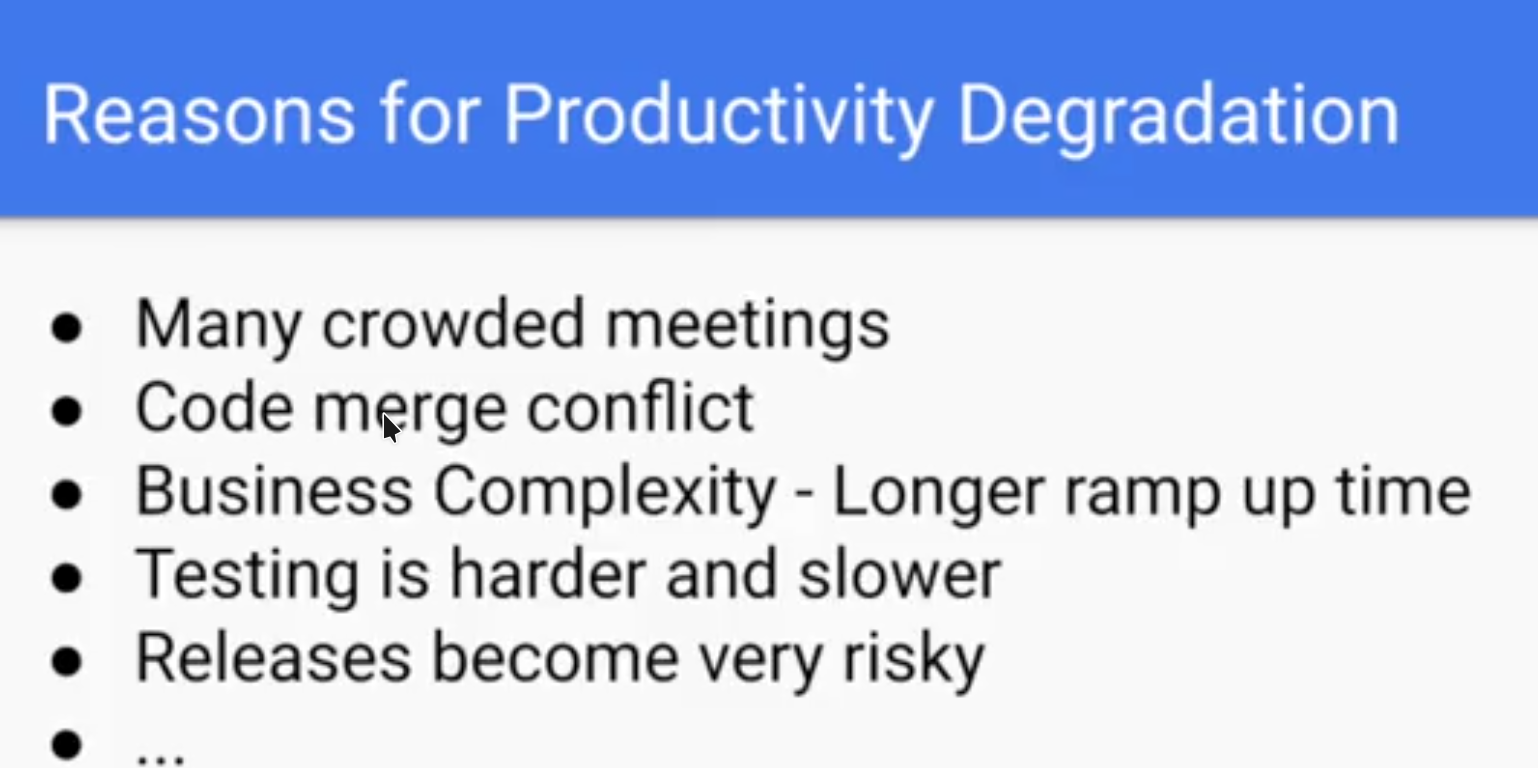 Reasons for Productivity Degradation
● Many crowded meetings
● Code merge conflict
● Business Complexity - Longer ramp up time
● Testing is harder and slower
● Releases become very risky
● ...